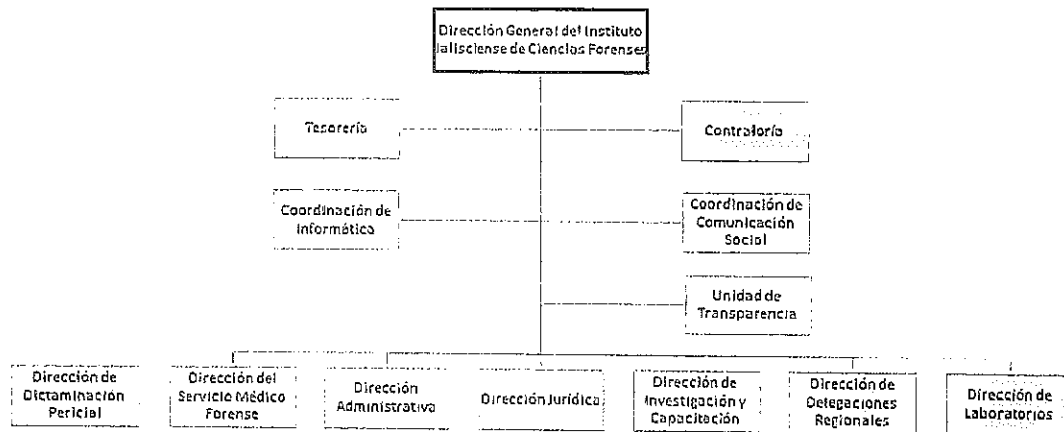 Dirección General del Instituto
Jalisciense de Ciencias Forenses
Tesorería
Contraloría
Coordinación de
Informática
Coordinación de
Comunicación
Social
Unidad de
Transparencia
Dirección de
Dictaminación
Pericial
Dirección del
Servicio Médico
Forense
Dirección
Administrativa
Dirección Jurídica
Dirección de
Investigación y
Capacitación
Dirección de
Delegaciones
Regionales
Dirección de
Laboratorios